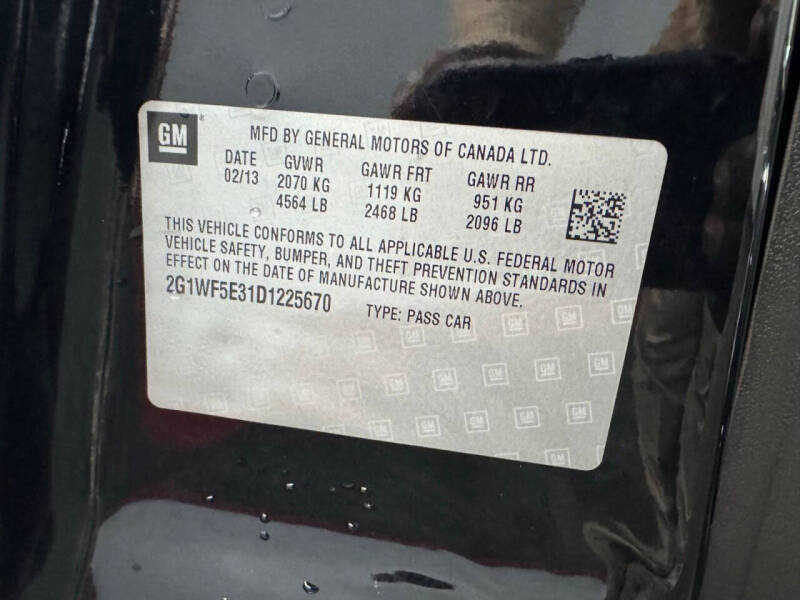 GM
MFD BY GENERAL MOTORS OF CANADA LTD.
DATE GVWR GAWR FRT GAWR RR
02/13 2070 KG 1119 KG 951 KG
4564 LB 2468 LB 2096 LB
THIS VEHICLE CONFORMS TO ALL APPLICABLE U.S. FEDERAL MOTOR
VEHICLE SAFETY, BUMPER, AND THEFT PREVENTION STANDARDS IN
EFFECT ON THE DATE OF MANUFACTURE SHOWN ABOVE.
2G1WF5E31D1225670 TYPE: PASS CAR